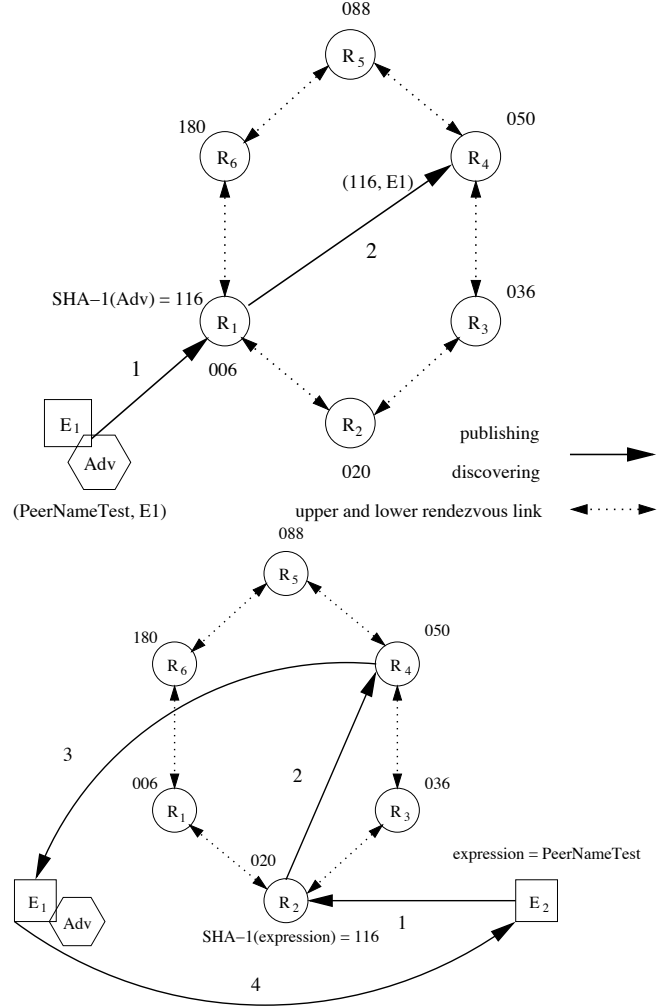 088
R5
180
050
R6
R4
(116, E1)
2
SHA–1(Adv) = 116
036
R1
R3
1
006
E1
R2
publishing
Adv
020
discovering
(PeerNameTest, E1)
upper and lower rendezvous link
088
R5
180
050
R6
R4
3
2
006
036
R1
R3
020
expression = PeerNameTest
E1
R2
E2
Adv
1
SHA–1(expression) = 116
4